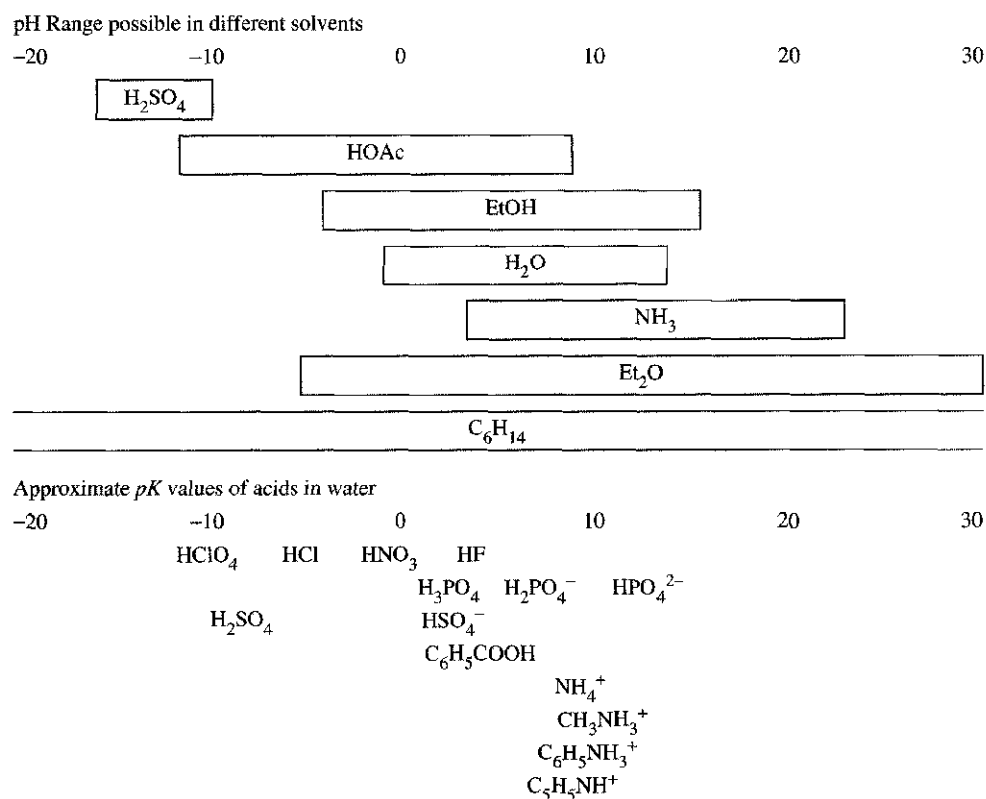 pH Range possible in different solvents
−20 −10 0 10 20 30
H₂SO₄
HOAc
EtOH
H₂O
NH₃
Et₂O
C₆H₁₄
Approximate pK values of acids in water
−20 −10 0 10 20 30
HClO₄ HCl HNO₃ HF
H₃PO₄ H₂PO₄⁻ HPO₄²⁻
H₂SO₄ HSO₄⁻
C₆H₅COOH
NH₄⁺
CH₃NH₃⁺
C₆H₅NH₃⁺
C₅H₅NH⁺